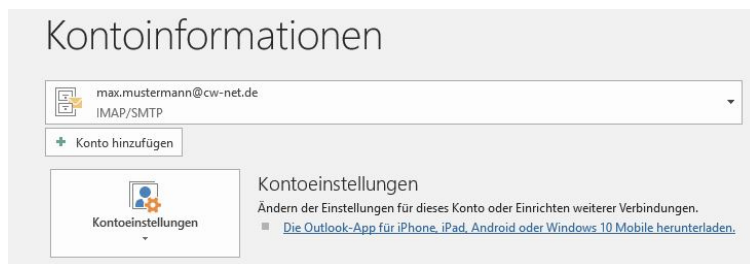 Kontoinformationen
max.mustermann@cw-net.de
IMAP/SMTP
Konto hinzufügen
Kontoeinstellungen
Kontoeinstellungen
Ändern der Einstellungen für dieses Konto oder Einrichten weiterer Verbindungen.
Die Outlook-App für iPhone, iPad, Android oder Windows 10 Mobile herunterladen.